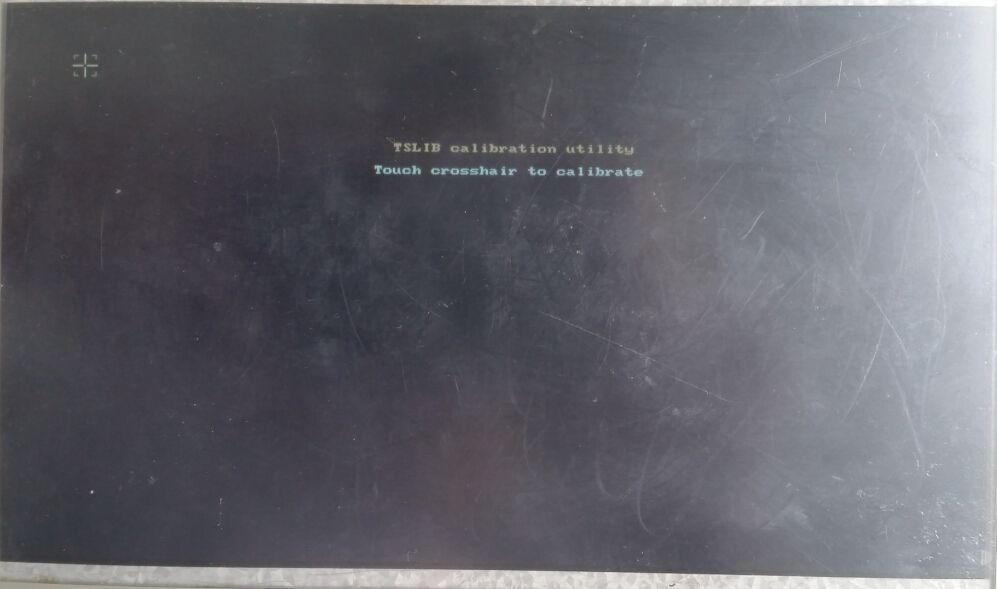 TSLIB calibration utility
Touch crosshair to calibrate